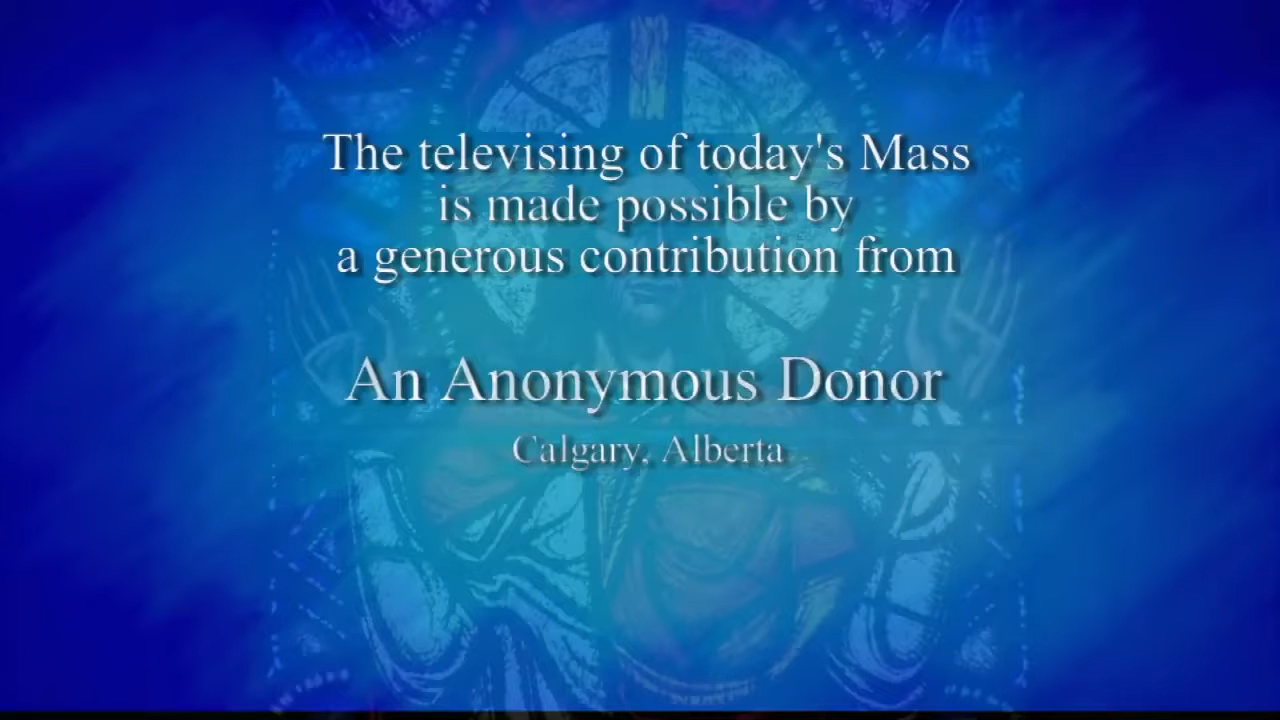 The televising of today's Mass
is made possible by
a generous contribution from
An Anonymous Donor
Calgary, Alberta